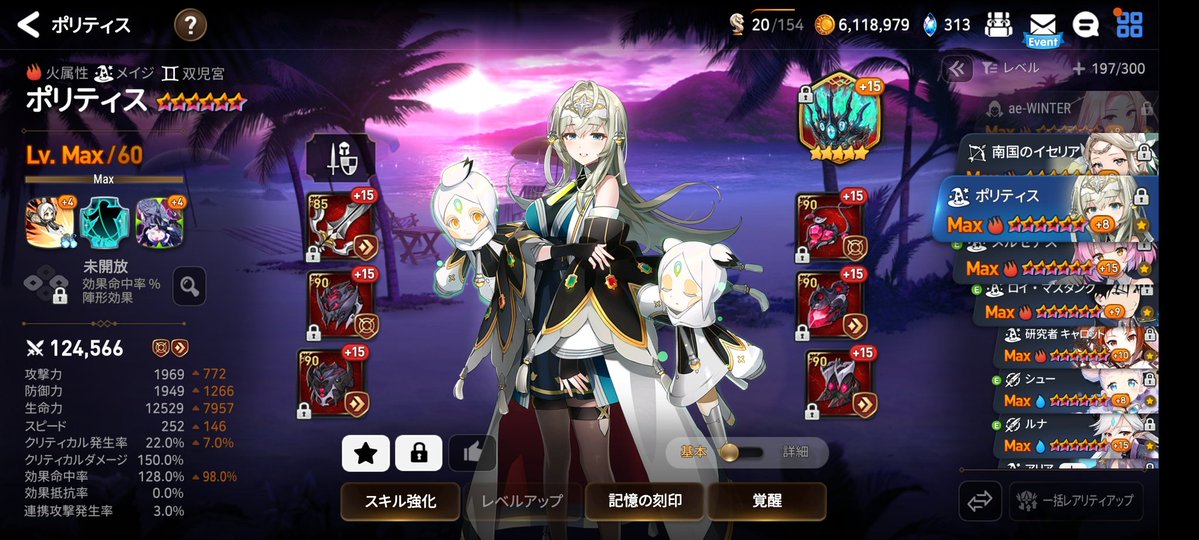 ポリティス
?
20/154
6,118,979
313
Event
火属性 メイジ 双児宮
ポリティス
Lv. Max/60
Max
+4
+4
未開放
効果命中率%
陣形効果
124,566
攻撃力 1969 772
防御力 1949 1266
生命力 12529 7957
スピード 252 146
クリティカル発生率 22.0% 7.0%
クリティカルダメージ 150.0%
効果命中率 128.0% 98.0%
効果抵抗率 0.0%
連携攻撃発生率 3.0%
+15
85
+15
90
+15
90
+15
+15
90
+15
90
+15
90
+15
基本 詳細
スキル強化
レベルアップ
記憶の刻印
覚醒
レベル
+ 197/300
ae-WINTER
Max
南国のイセリア
ポリティス
Max +8
メルセデス
Max +15
ロイ・マスタング
Max +9
研究者 キャロット
Max +10
シュー
Max +8
ルナ
Max +15
一括レアリティアップ